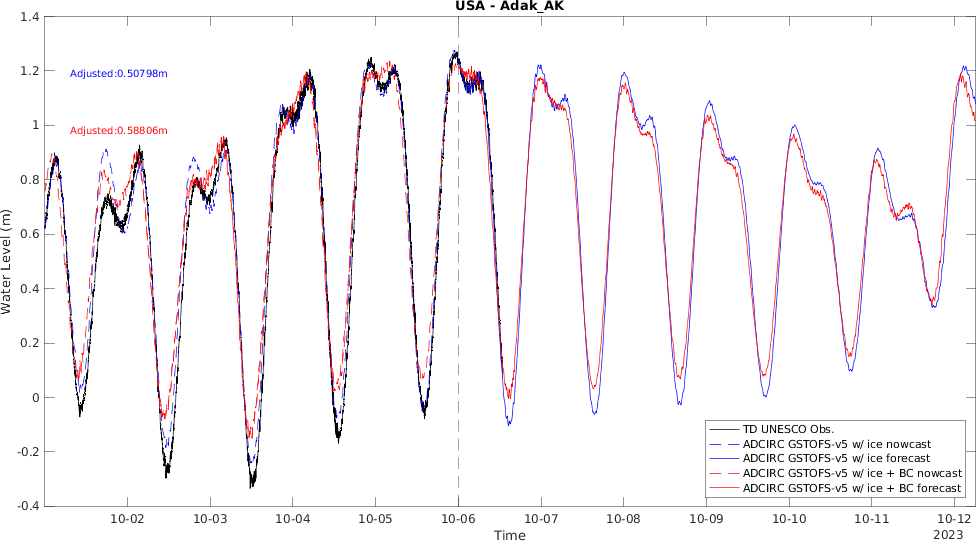 USA - Adak_AK
1.4
1.2
1
0.8
0.6
0.4
0.2
0
-0.2
-0.4
Water Level (m)
Adjusted:0.50798m
Adjusted:0.58806m
TD UNESCO Obs.
ADCIRC GSTOFS-v5 w/ ice nowcast
ADCIRC GSTOFS-v5 w/ ice forecast
ADCIRC GSTOFS-v5 w/ ice + BC nowcast
ADCIRC GSTOFS-v5 w/ ice + BC forecast
10-02 10-03 10-04 10-05 10-06 10-07 10-08 10-09 10-10 10-11 10-12
2023
Time